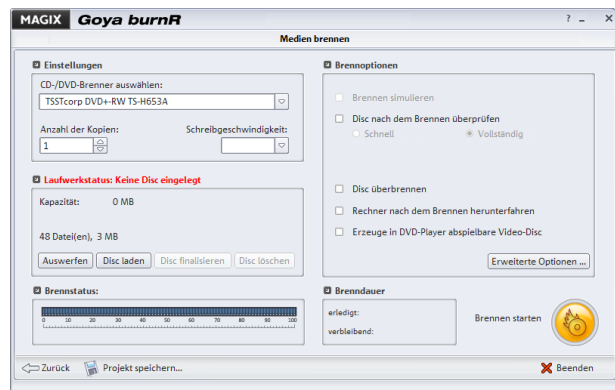 MAGIX Goya burnR
? _ X
Medien brennen
Einstellungen
CD-/DVD-Brenner auswählen:
TSSTcorp DVD+-RW TS-H653A
Anzahl der Kopien: Schreibgeschwindigkeit:
1
Laufwerkstatus: Keine Disc eingelegt
Kapazität: 0 MB
48 Datei(en), 3 MB
Auswerfen Disc laden Disc finalisieren Disc löschen
Brennstatus:
0 10 20 30 40 50 60 70 80 90 100
Brennoptionen
Brennen simulieren
Disc nach dem Brennen überprüfen
Schnell Vollständig
Disc überbrennen
Rechner nach dem Brennen herunterfahren
Erzeuge in DVD-Player abspielbare Video-Disc
Erweiterte Optionen ...
Brenndauer
erledigt:
verbleibend:
Brennen starten
Zurück Projekt speichern... Beenden